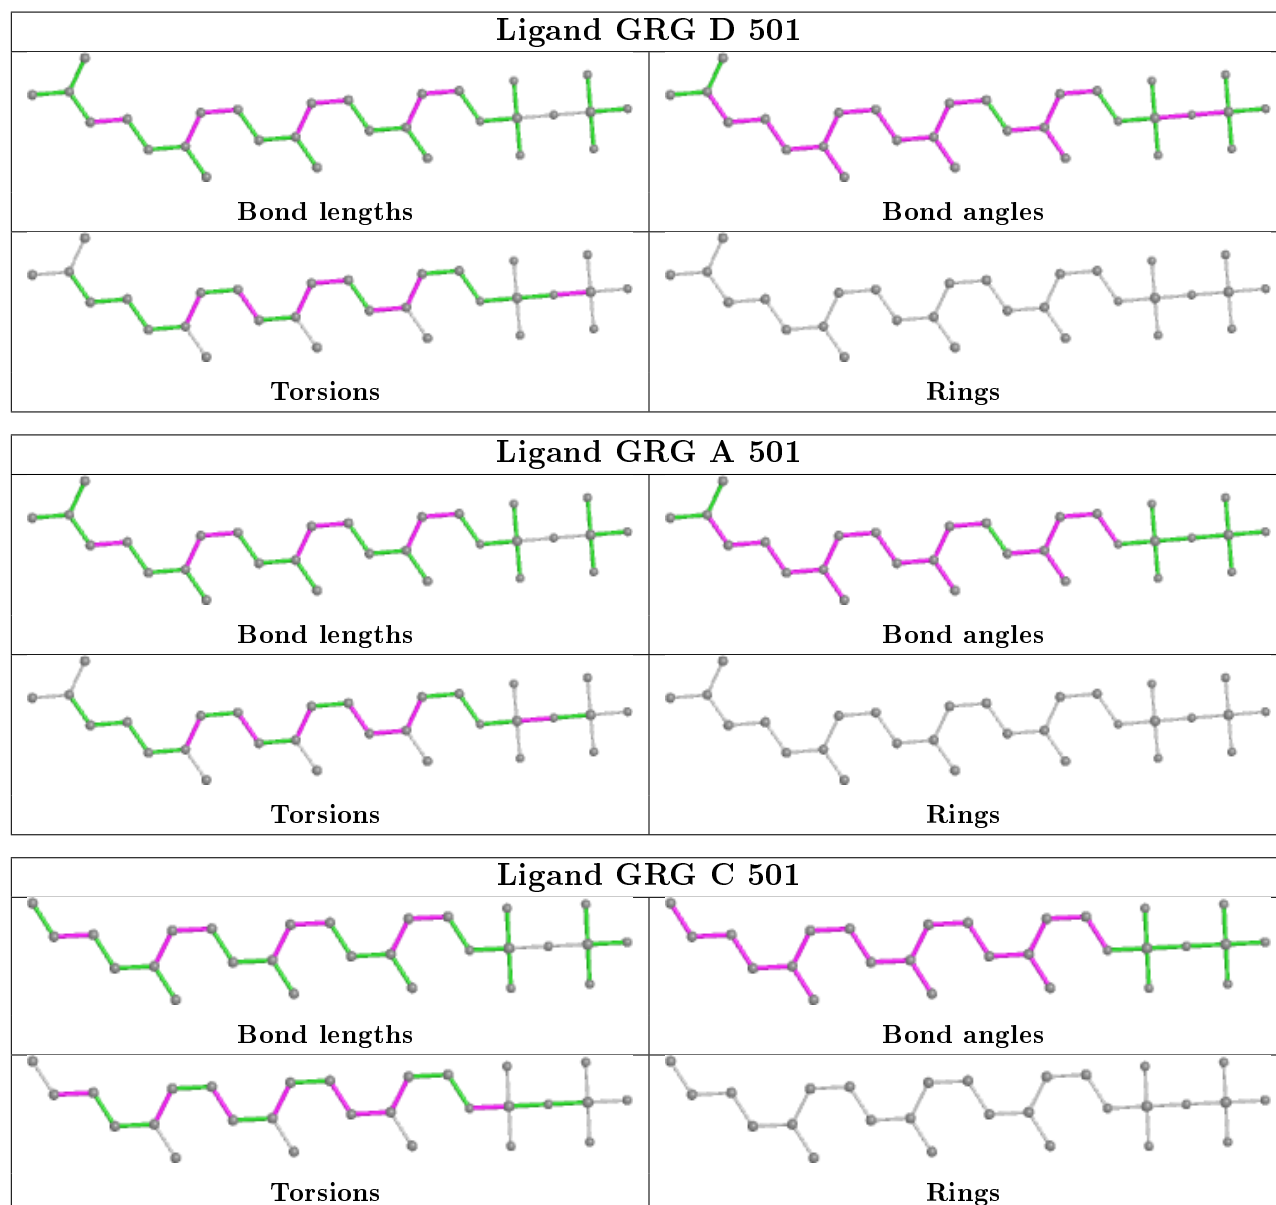 Ligand GRG D 501
Bond lengths
Bond angles
Torsions
Rings
Ligand GRG A 501
Bond lengths
Bond angles
Torsions
Rings
Ligand GRG C 501
Bond lengths
Bond angles
Torsions
Rings